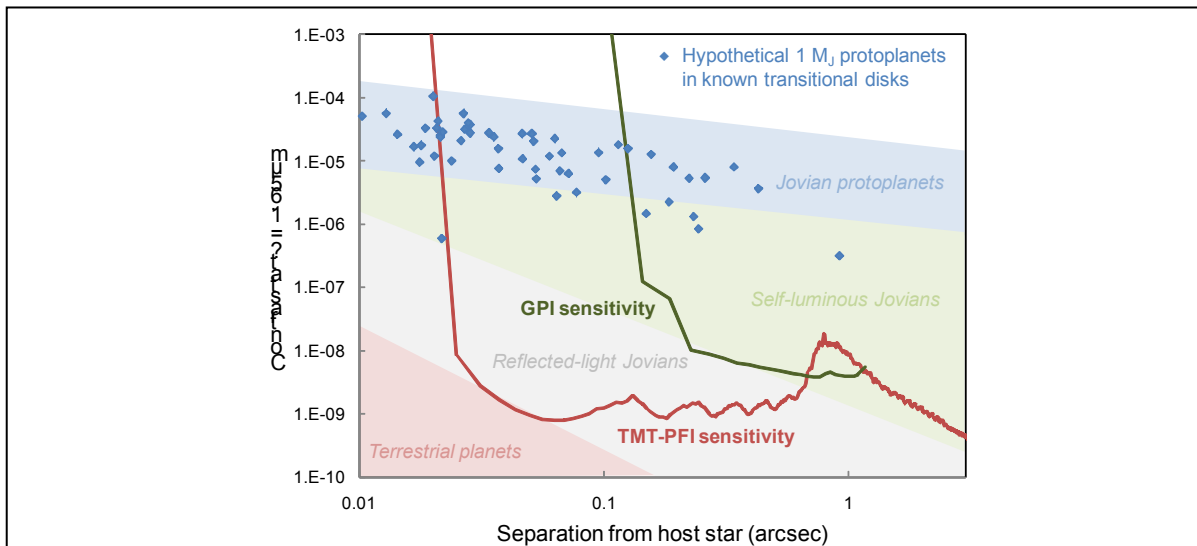 1.E-03
1.E-04
1.E-05
1.E-06
1.E-07
1.E-08
1.E-09
1.E-10
Hypothetical 1 MJ protoplanets
in known transitional disks
Jovian protoplanets
Self-luminous Jovians
GPI sensitivity
Reflected-light Jovians
TMT-PFI sensitivity
Terrestrial planets
0.01
0.1
1
Separation from host star (arcsec)